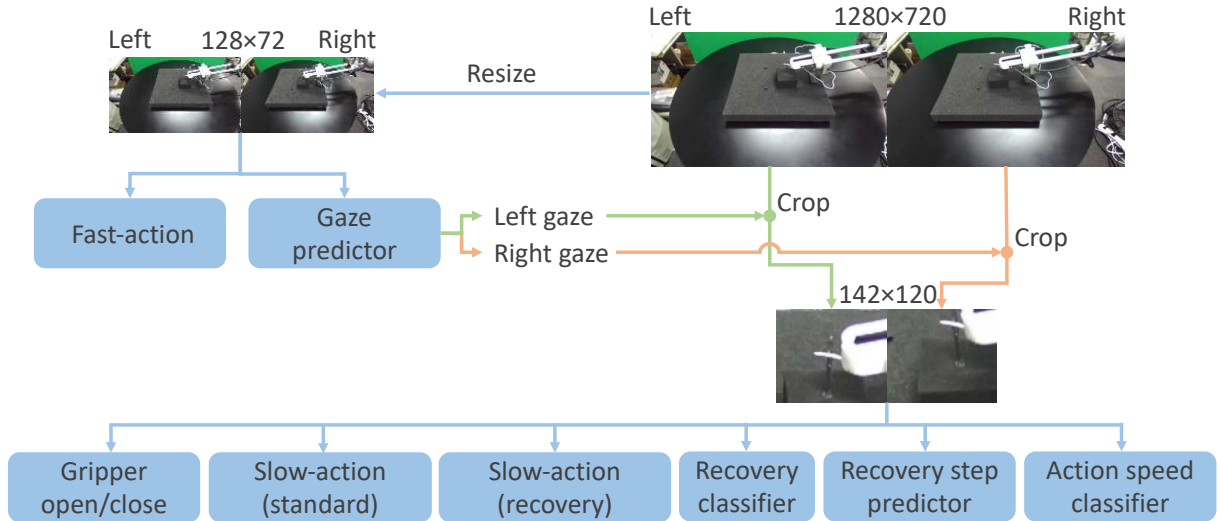 Left 128×72 Right
Left 1280×720 Right
Resize
Fast-action
Gaze
predictor
Left gaze
Right gaze
Crop
Crop
142×120
Gripper
open/close
Slow-action
(standard)
Slow-action
(recovery)
Recovery
classifier
Recovery step
predictor
Action speed
classifier